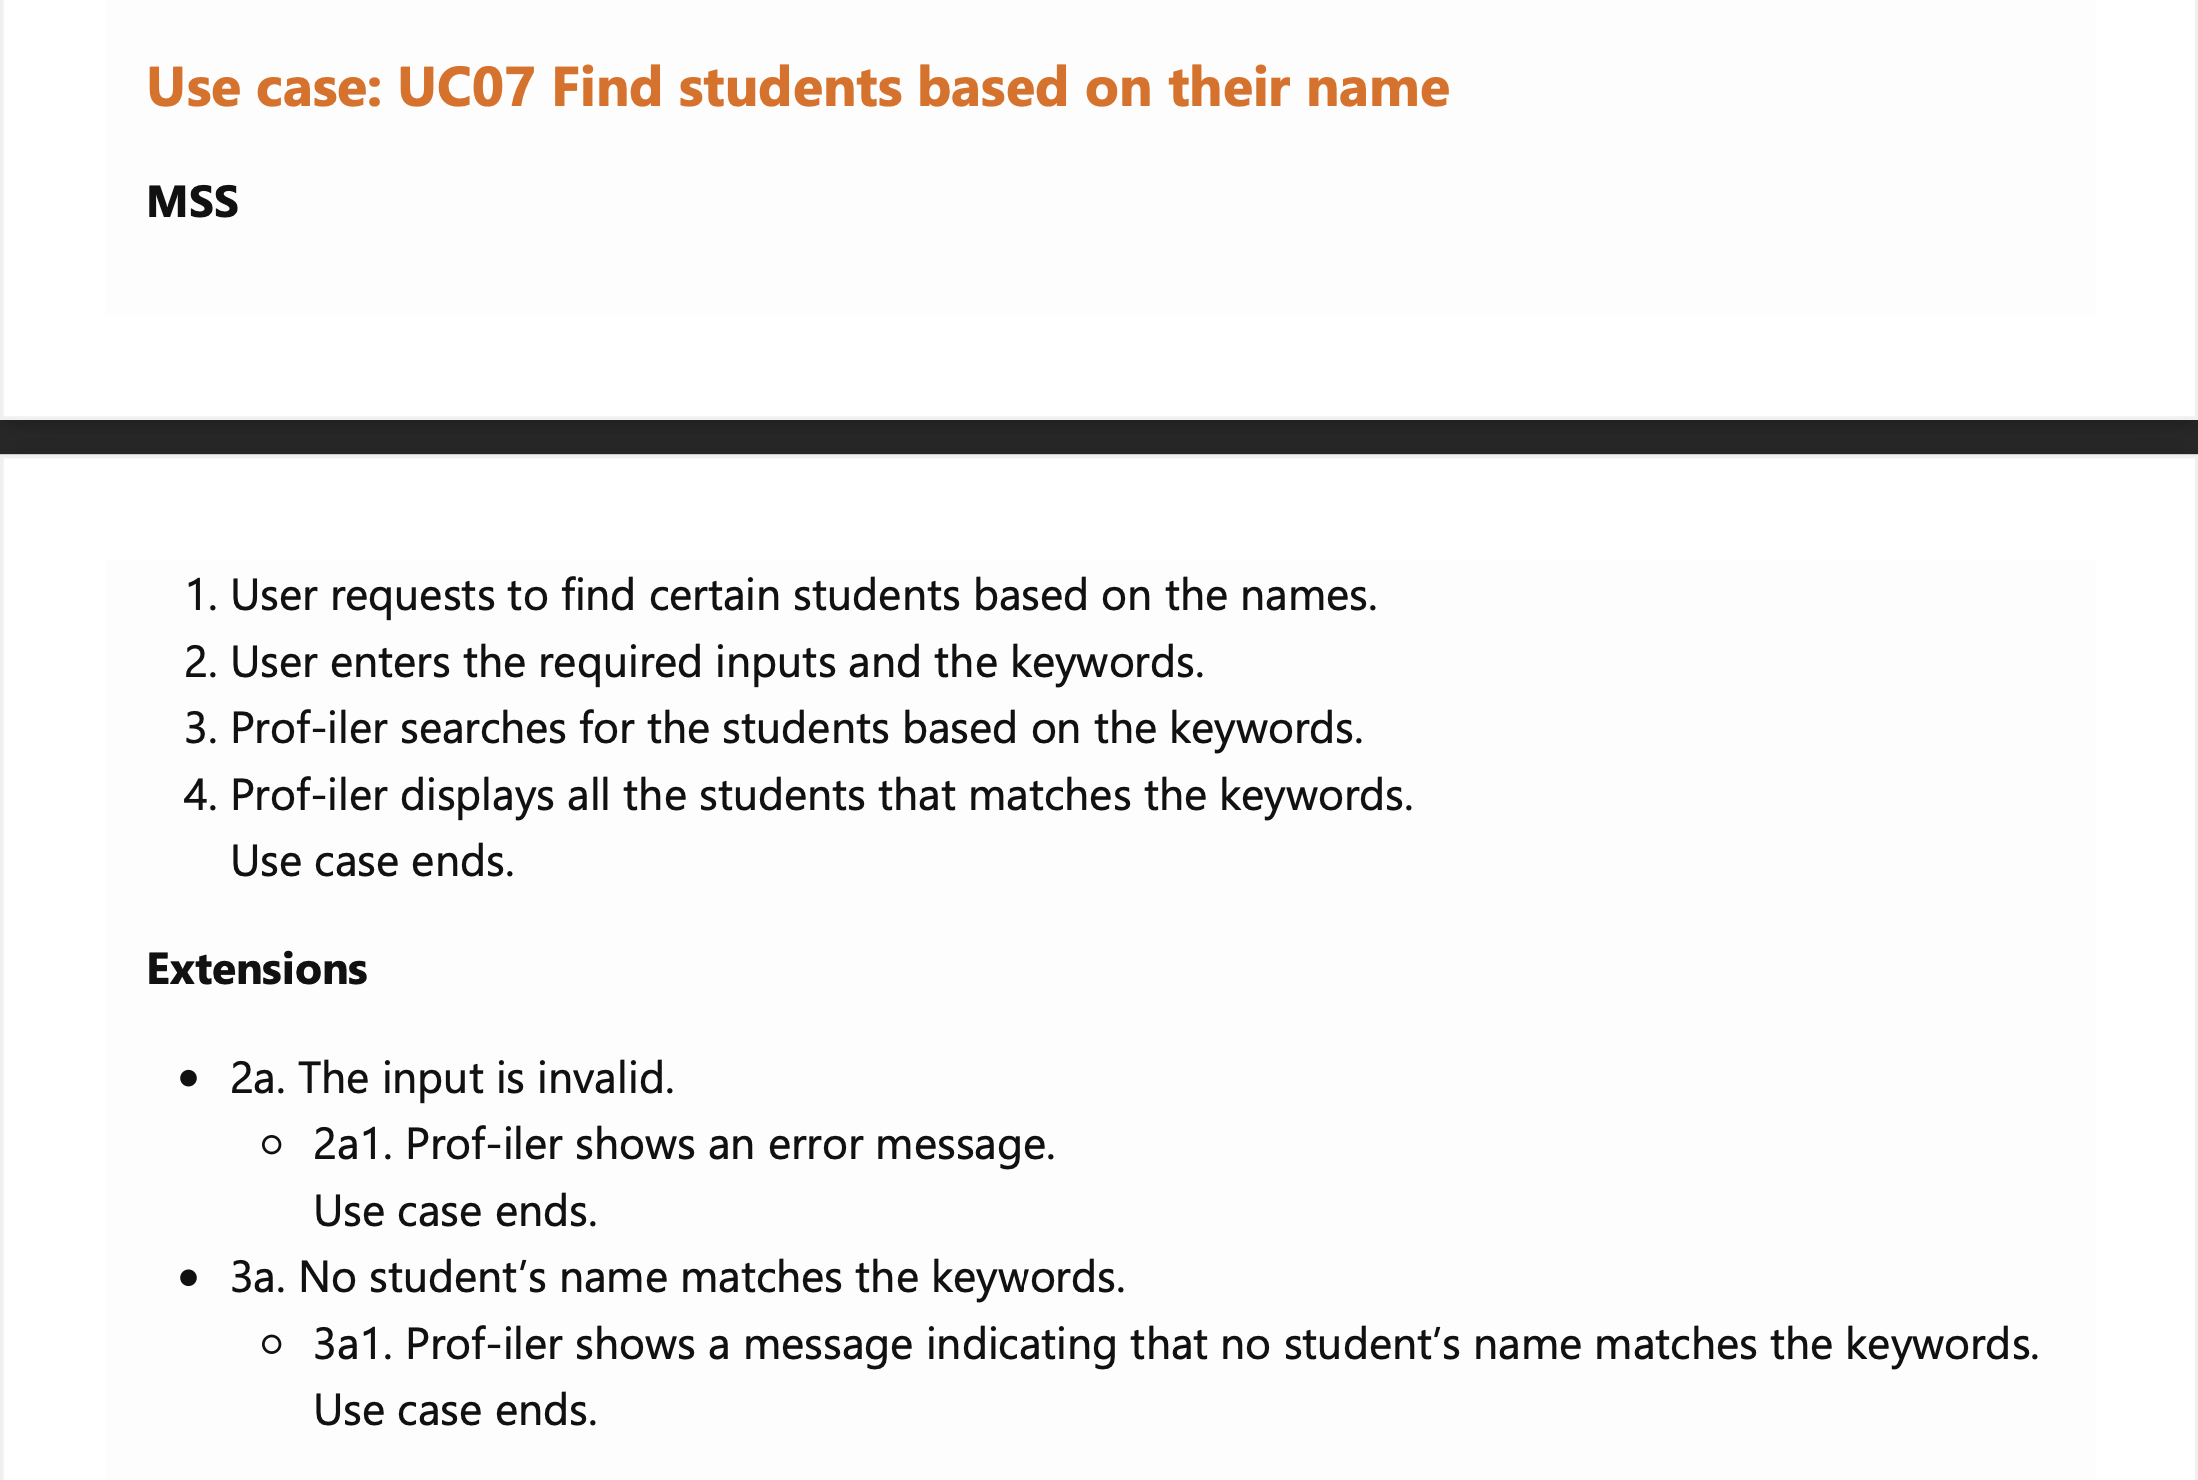 Use case: UC07 Find students based on their name
MSS
1. User requests to find certain students based on the names.
2. User enters the required inputs and the keywords.
3. Prof-iler searches for the students based on the keywords.
4. Prof-iler displays all the students that matches the keywords.
Use case ends.
Extensions
• 2a. The input is invalid.
○ 2a1. Prof-iler shows an error message.
Use case ends.
• 3a. No student’s name matches the keywords.
○ 3a1. Prof-iler shows a message indicating that no student’s name matches the keywords.
Use case ends.